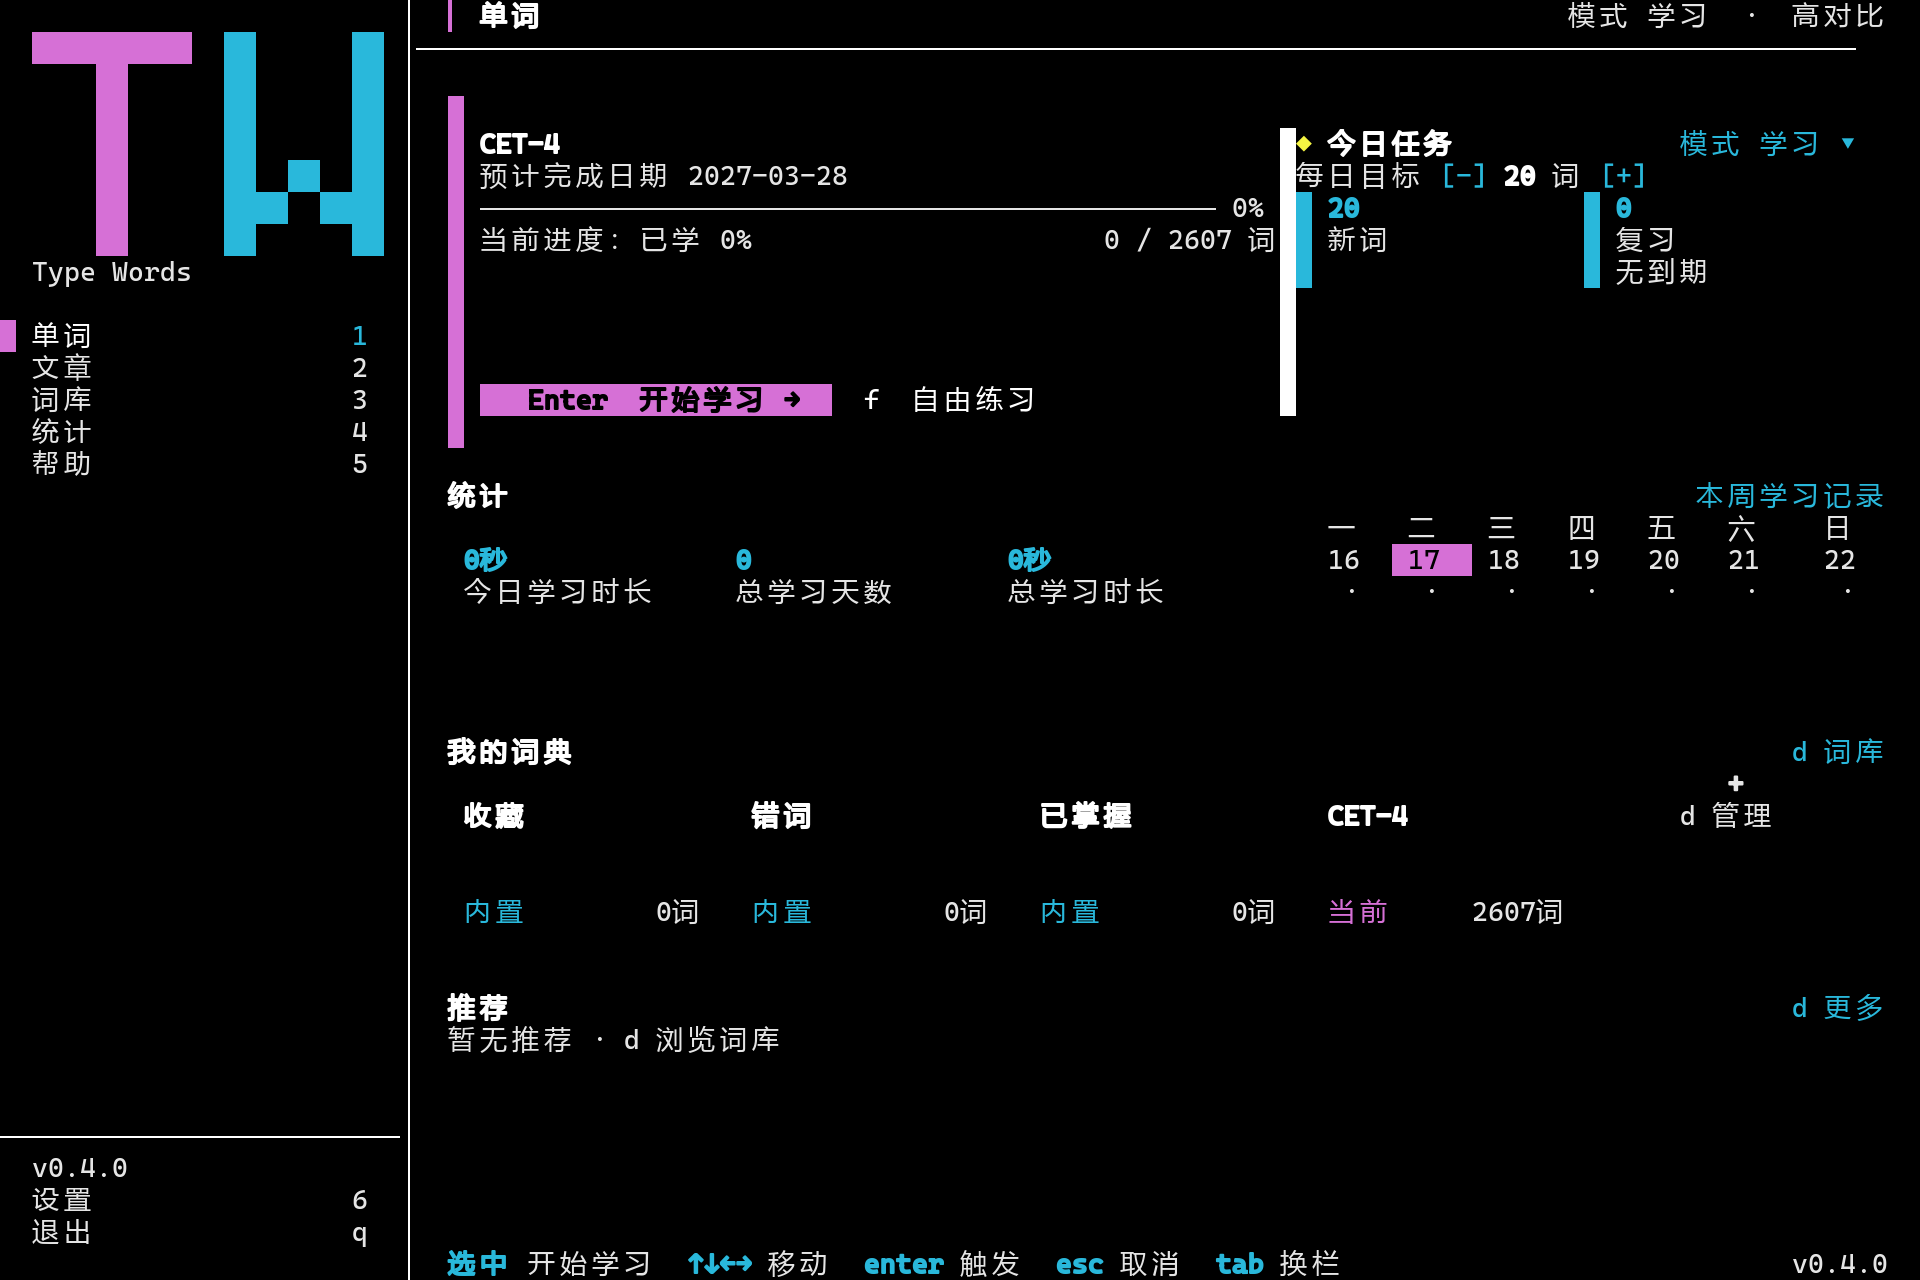 TW
Type Words
单词 1
文章 2
词库 3
统计 4
帮助 5
v0.4.0
设置 6
退出 q
单词 模式 学习 · 高对比
CET-4
预计完成日期 2027-03-28
0%
当前进度: 已学 0% 0 / 2607 词
Enter 开始学习 → f 自由练习
◆ 今日任务 模式 学习 ▼
每日目标 [-] 20 词 [+]
20 0
新词 复习
无到期
统计 本周学习记录
0秒 0 0秒
今日学习时长 总学习天数 总学习时长
一 二 三 四 五 六 日
16 17 18 19 20 21 22
· · · · · · ·
我的词典 d 词库
+
收藏 错词 已掌握 CET-4 d 管理
内置 0词 内置 0词 内置 0词 当前 2607词
推荐 d 更多
暂无推荐 · d 浏览词库
选中 开始学习 ↑↓←→ 移动 enter 触发 esc 取消 tab 换栏 v0.4.0